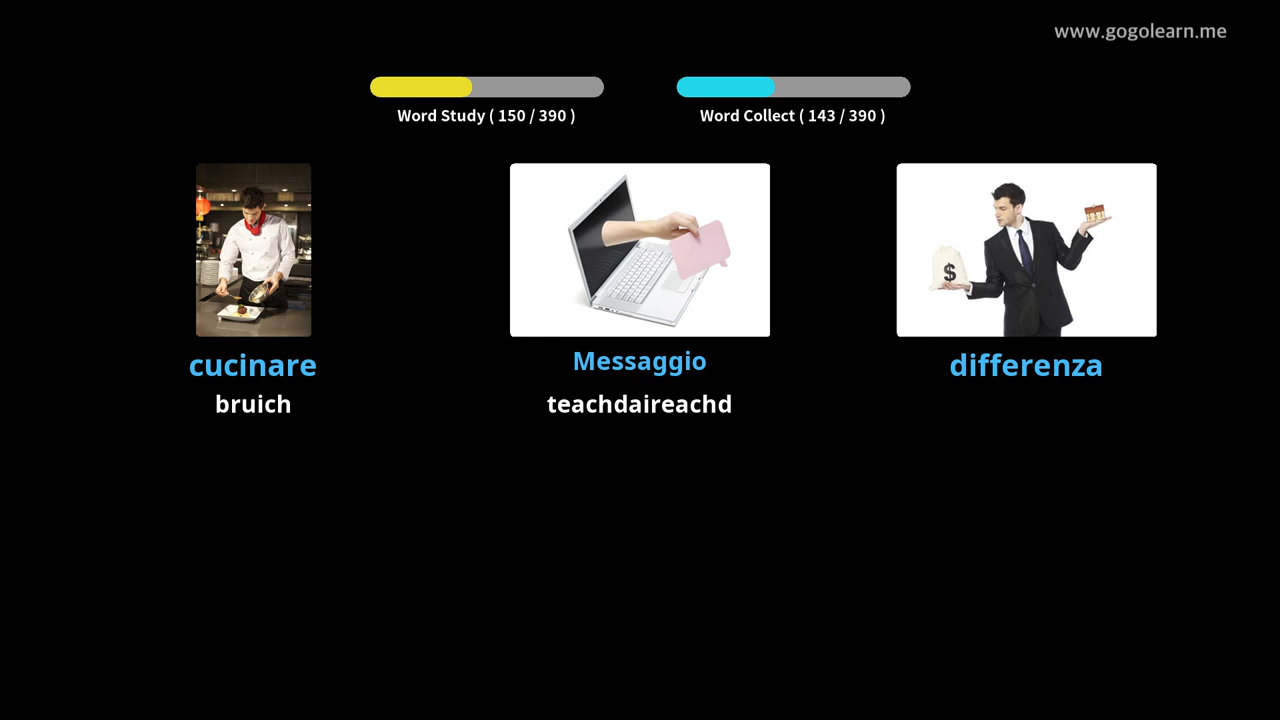 www.gogolearn.me
Word Study ( 150 / 390 )
Word Collect ( 143 / 390 )
$
cucinare
Messaggio
differenza
bruich
teachdaireachd